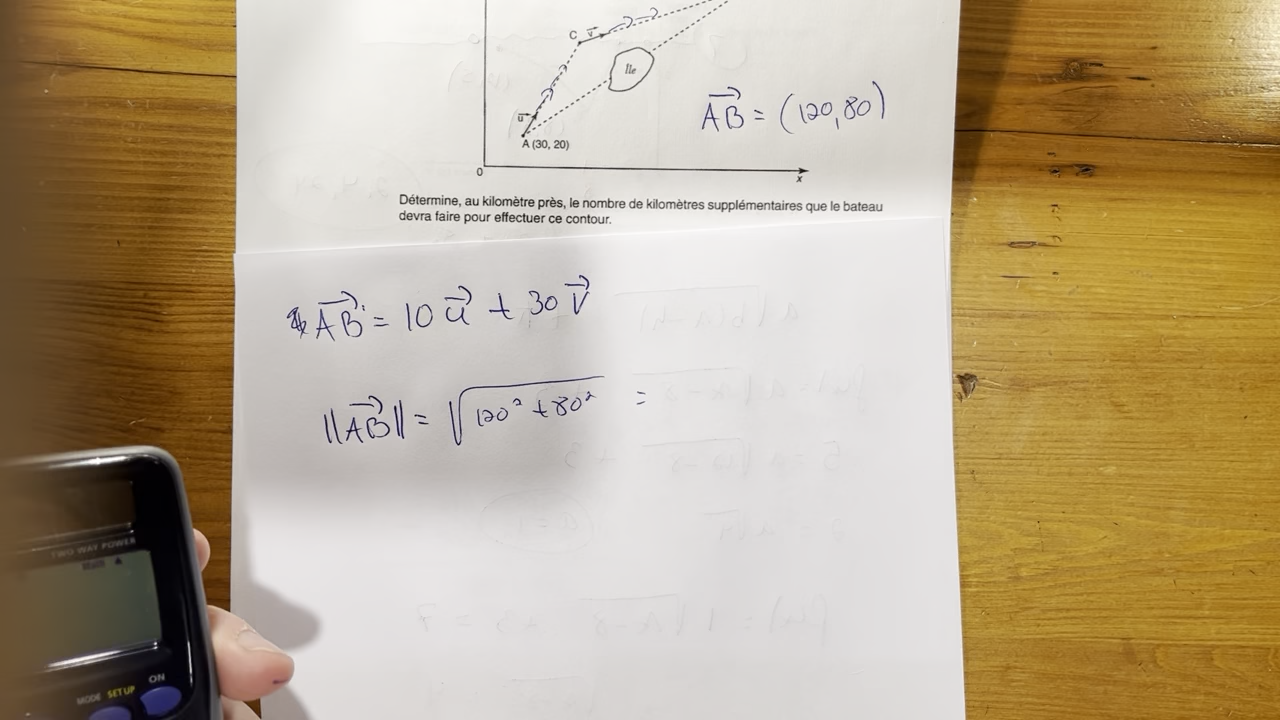 C v
Île
AB = (120,80)
u
A (30, 20)
0
x
Détermine, au kilomètre près, le nombre de kilomètres supplémentaires que le bateau
devra faire pour effectuer ce contour.
AB = 10 u + 30 v
||AB|| = √120² + 80² =
TWO WAY POWER
Math ▲
MODE SETUP ON